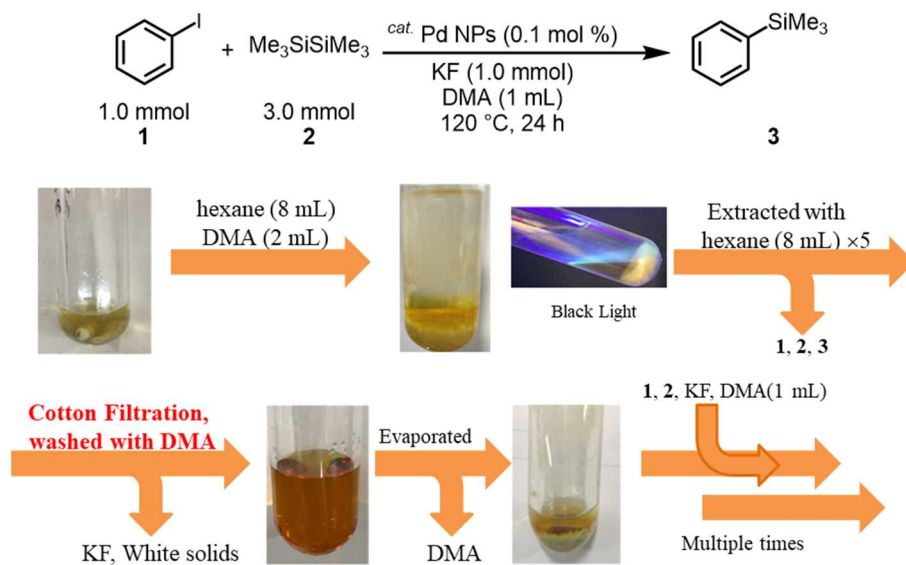 I
+ Me₃SiSiMe₃
cat. Pd NPs (0.1 mol %)
KF (1.0 mmol)
DMA (1 mL)
120 °C, 24 h
SiMe₃
1.0 mmol
1
3.0 mmol
2
3
hexane (8 mL)
DMA (2 mL)
Black Light
Extracted with
hexane (8 mL) ×5
1, 2, 3
Cotton Filtration,
washed with DMA
KF, White solids
Evaporated
DMA
1, 2, KF, DMA(1 mL)
Multiple times